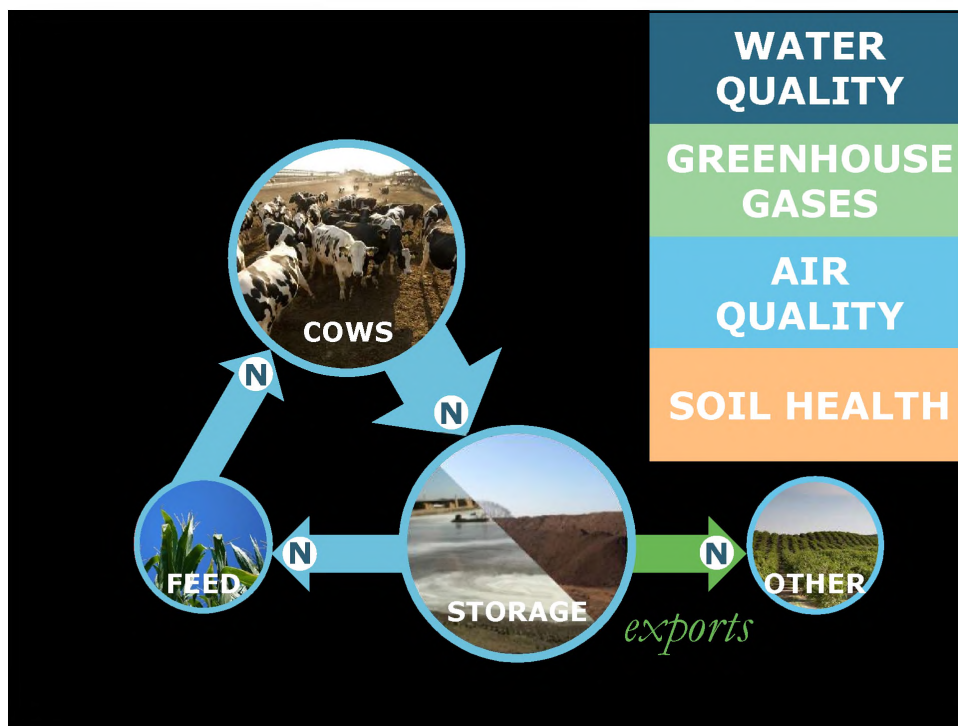 WATER
QUALITY
GREENHOUSE
GASES
AIR
QUALITY
SOIL HEALTH
COWS
N
N
FEED
N
STORAGE
N
OTHER
exports